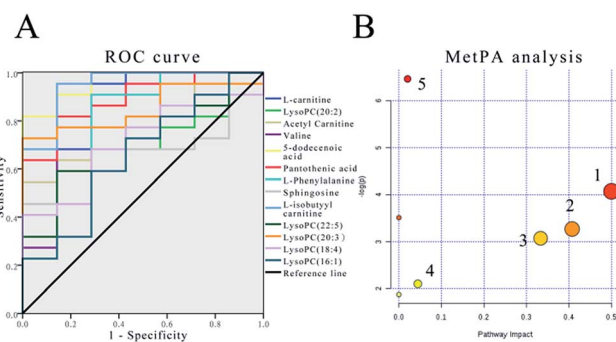 A
B
ROC curve
MetPA analysis
1.0
0.8
0.6
0.4
0.2
0.0
0.0 0.2 0.4 0.6 0.8 1.0
1 - Specificity
L-carnitine
LysoPC(20:2)
Acetyl Carnitine
Valine
5-dodecenoic
acid
Pantothenic acid
L-Phenylalanine
Sphingosine
L-isobutyyl
carnitine
LysoPC(22:5)
LysoPC(20:3)
LysoPC(18:4)
LysoPC(16:1)
Reference line
-log(p)
6
5
4
3
2
5
1
2
3
4
0.0 0.1 0.2 0.3 0.4 0.5
Pathway Impact